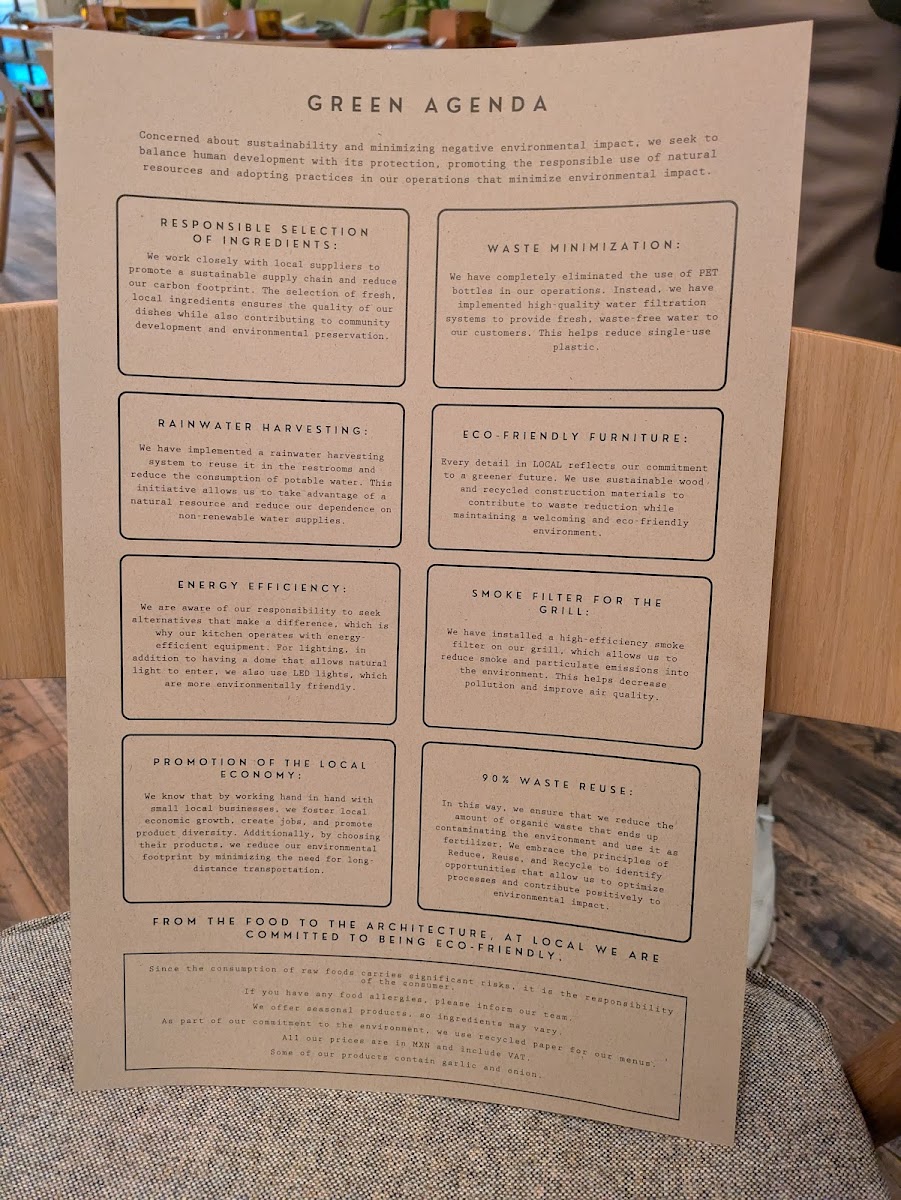 GREEN AGENDA
Concerned about sustainability and minimizing negative environmental impact, we seek to
balance human development with its protection, promoting the responsible use of natural
resources and adopting practices in our operations that minimize environmental impact.
RESPONSIBLE SELECTION
OF INGREDIENTS:
We work closely with local suppliers to
promote a sustainable supply chain and reduce
our carbon footprint. The selection of fresh,
local ingredients ensures the quality of our
dishes while also contributing to community
development and environmental preservation.
WASTE MINIMIZATION:
We have completely eliminated the use of PET
bottles in our operations. Instead, we have
implemented high-quality water filtration
systems to provide fresh, waste-free water to
our customers. This helps reduce single-use
plastic.
RAINWATER HARVESTING:
We have implemented a rainwater harvesting
system to reuse it in the restrooms and
reduce the consumption of potable water. This
initiative allows us to take advantage of a
natural resource and reduce our dependence on
non-renewable water supplies.
ECO-FRIENDLY FURNITURE:
Every detail in LOCAL reflects our commitment
to a greener future. We use sustainable wood
and recycled construction materials to
contribute to waste reduction while
maintaining a welcoming and eco-friendly
environment.
ENERGY EFFICIENCY:
We are aware of our responsibility to seek
alternatives that make a difference, which is
why our kitchen operates with energy-
efficient equipment. For lighting, in
addition to having a dome that allows natural
light to enter, we also use LED lights, which
are more environmentally friendly.
SMOKE FILTER FOR THE
GRILL:
We have installed a high-efficiency smoke
filter on our grill, which allows us to
reduce smoke and particulate emissions into
the environment. This helps decrease
pollution and improve air quality.
PROMOTION OF THE LOCAL
ECONOMY:
We know that by working hand in hand with
small local businesses, we foster local
economic growth, create jobs, and promote
product diversity. Additionally, by choosing
their products, we reduce our environmental
footprint by minimizing the need for long-
distance transportation.
90% WASTE REUSE:
In this way, we ensure that we reduce the
amount of organic waste that ends up
contaminating the environment and use it as
fertilizer. We embrace the principles of
Reduce, Reuse, and Recycle to identify
opportunities that allow us to optimize
processes and contribute positively to
environmental impact.
FROM THE FOOD TO THE ARCHITECTURE, AT LOCAL WE ARE
COMMITTED TO BEING ECO-FRIENDLY.
Since the consumption of raw foods carries significant risks, it is the responsibility
of the consumer.
If you have any food allergies, please inform our team.
We offer seasonal products, so ingredients may vary.
As part of our commitment to the environment, we use recycled paper for our menus.
All our prices are in MXN and include VAT.
Some of our products contain garlic and onion.